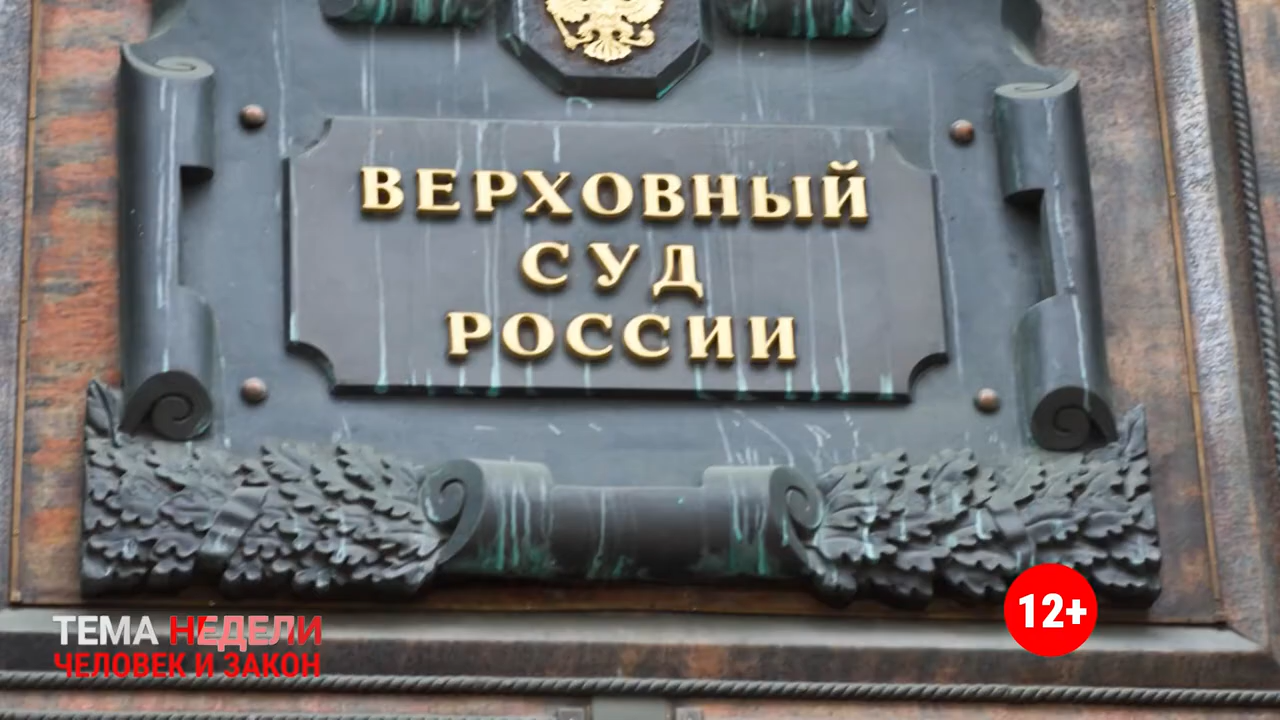 ВЕРХОВНЫЙ
СУД
РОССИИ
ТЕМА НЕДЕЛИ
ЧЕЛОВЕК И ЗАКОН
12+